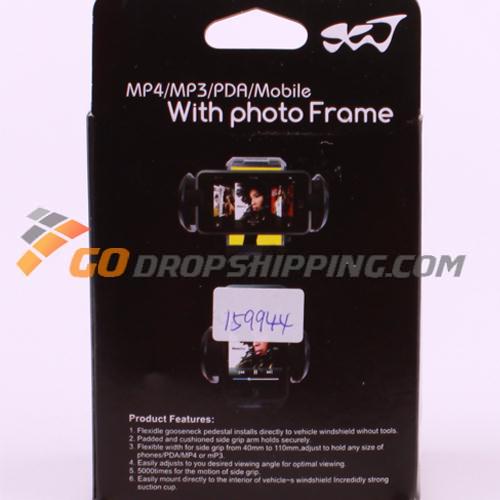 MP4/MP3/PDA/Mobile
With photo Frame
GODROPSHIPPING.COM
159944
Product Features:
1. Flexidle gooseneck pedestal installs directly to vehicle windshield wihout tools.
2. Padded and cushioned side grip arm holds securely.
3. Flexible width for side grip from 40mm to 110mm,adjust to hold any size of
phones/PDA/MP4 or mP3.
4. Easily adjusts to you desired viewing angle for optimal viewing.
5. 5000times for the motion of side grip.
6. Easily mount directly to the interior of vehicle~s windshield Incredidly strong
suction cup.